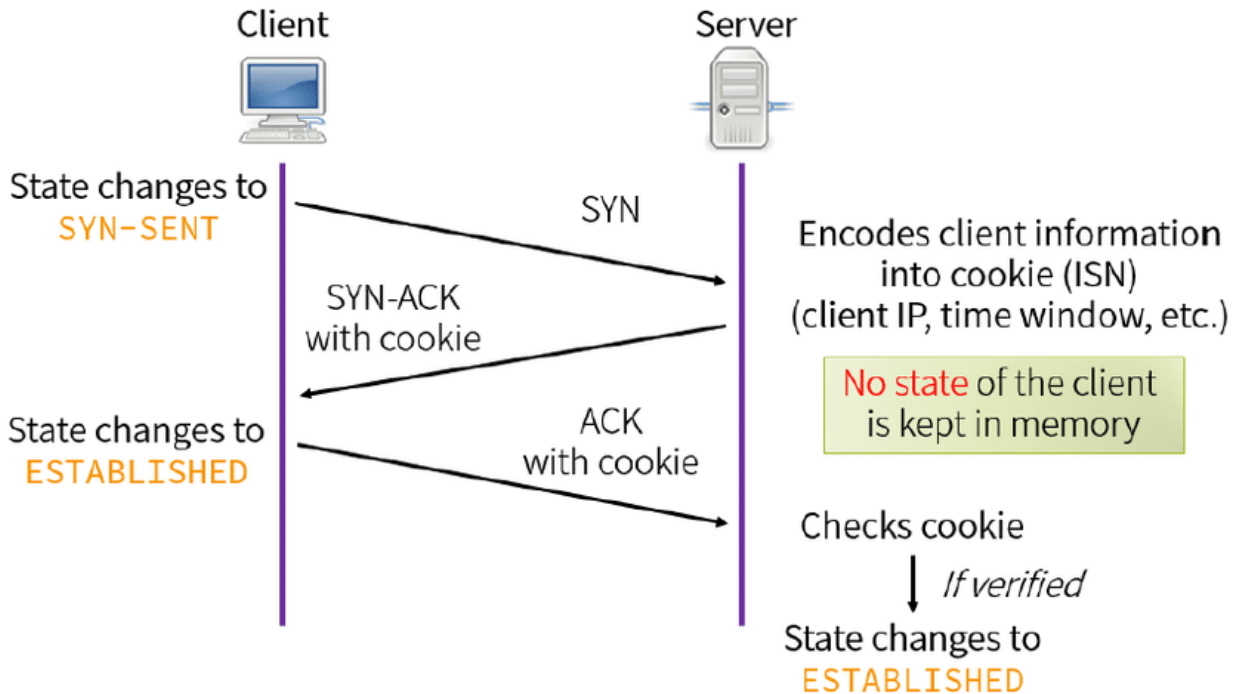 Client
Server
State changes to
SYN-SENT
SYN
Encodes client information
into cookie (ISN)
(client IP, time window, etc.)
SYN-ACK
with cookie
No state of the client
is kept in memory
State changes to
ESTABLISHED
ACK
with cookie
Checks cookie
If verified
State changes to
ESTABLISHED